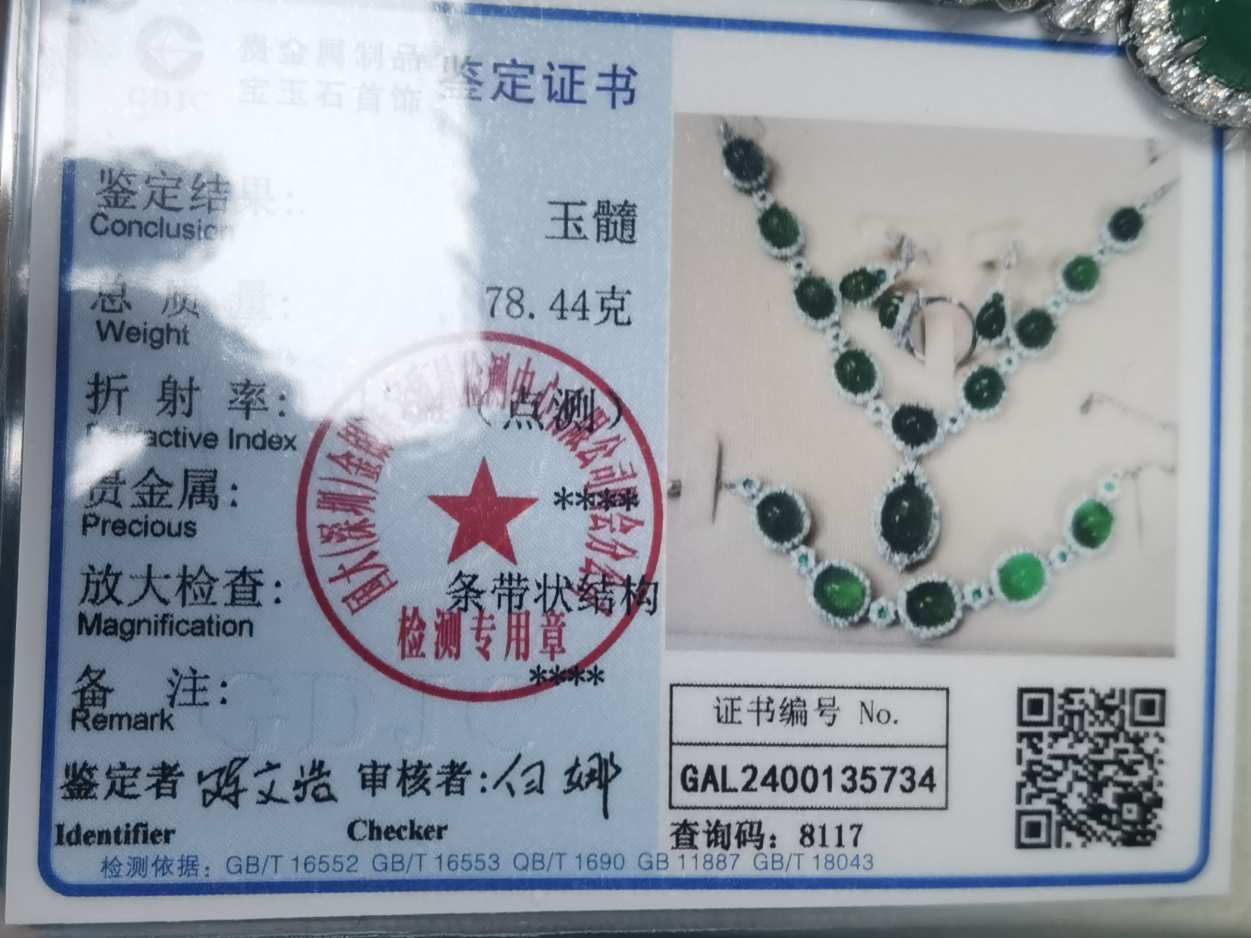 贵金属制品
宝玉石首饰
鉴定证书
GDJC
鉴定结果:
Conclusion
玉髓
总 质 量:
Weight
78.44克
折 射 率:
Refractive Index
(点测)
贵金属:
Precious
****
放大检查:
Magnification
条带状结构
检测专用章
备 注:
Remark
****
GDJC
鉴定者
审核者:
Identifier
Checker
证书编号 No.
GAL2400135734
查询码: 8117
检测依据: GB/T 16552 GB/T 16553 QB/T 1690 GB 11887 GB/T 18043